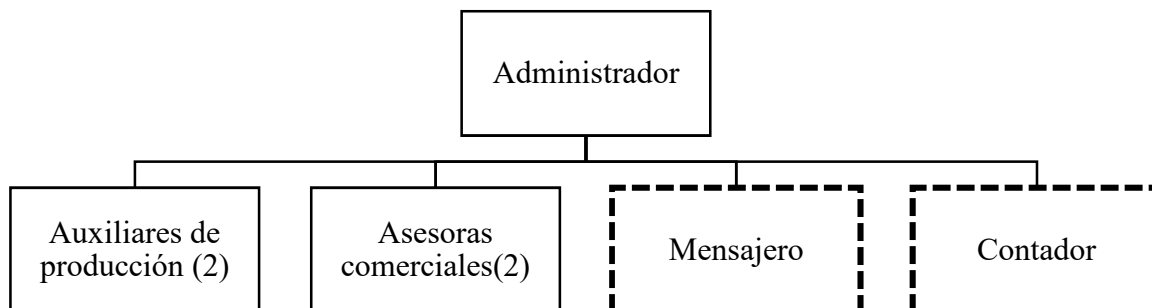 Administrador
Auxiliares de
producción (2)
Asesoras
comerciales(2)
Mensajero
Contador